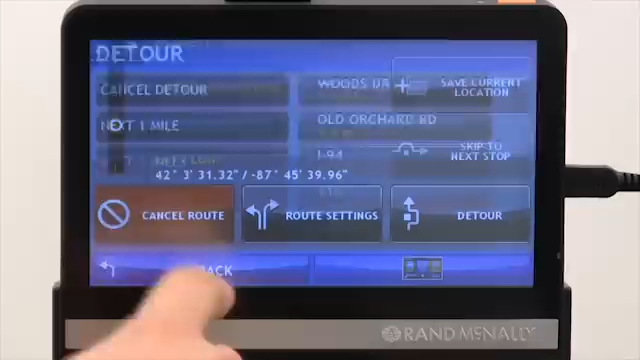 DETOUR
CANCEL DETOUR
WOODS DR
SAVE CURRENT
LOCATION
NEXT 1 MILE
OLD ORCHARD RD
I-94
SKIP TO
NEXT STOP
42° 3' 31.32" / -87° 45' 39.96"
CANCEL ROUTE
ROUTE SETTINGS
DETOUR
BACK
RAND MCNALLY